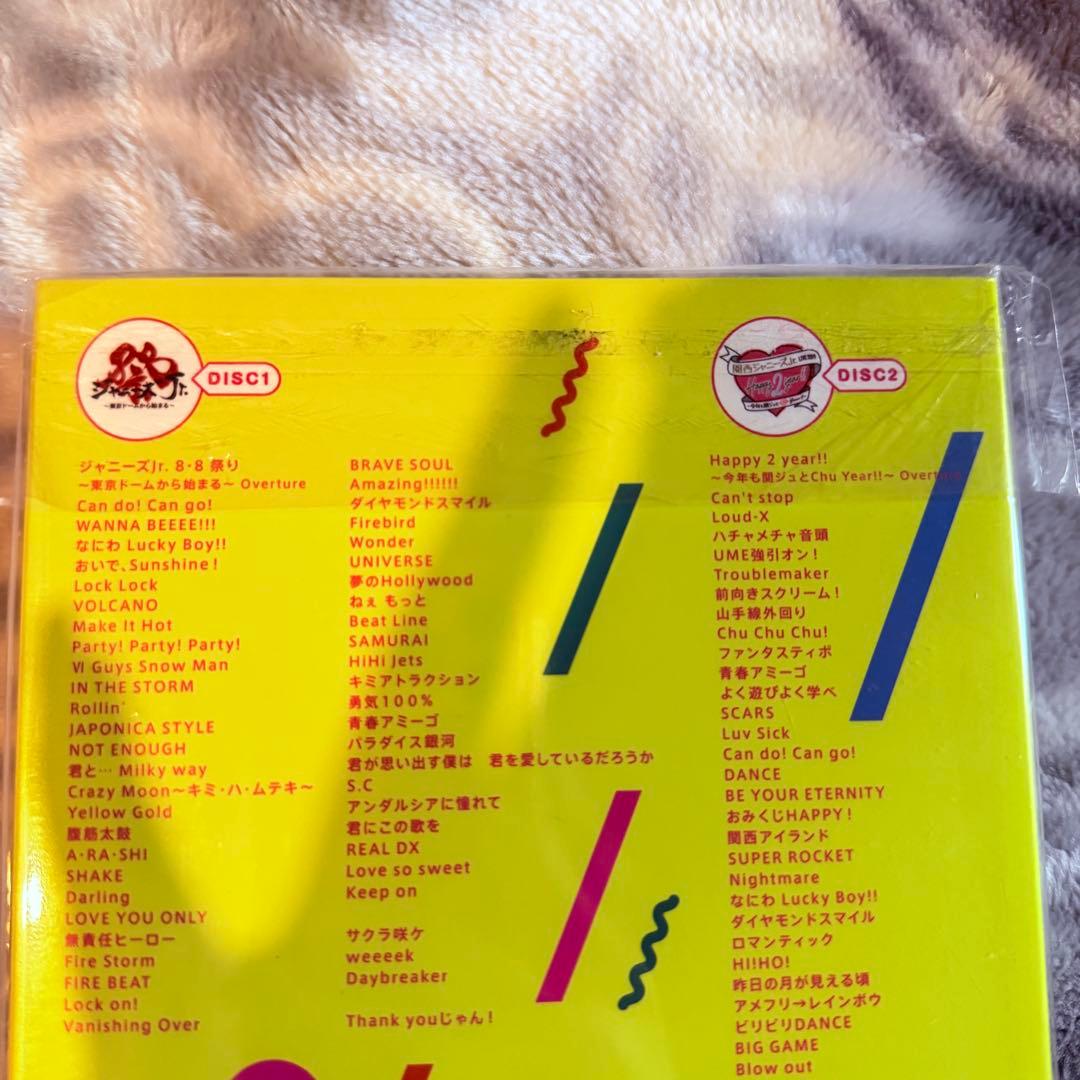 ジャニーズJr.
～東京ドームから始まる～
DISC1
ジャニーズJr. 8・8 祭り
～東京ドームから始まる～ Overture
Can do! Can go!
WANNA BEEEE!!!
なにわ Lucky Boy!!
おいで、Sunshine!
Lock Lock
VOLCANO
Make It Hot
Party! Party! Party!
Ⅵ Guys Snow Man
IN THE STORM
Rollin'
JAPONICA STYLE
NOT ENOUGH
君と… Milky way
Crazy Moon～キミ・ハ・ムテキ～
Yellow Gold
腹筋太鼓
A・RA・SHI
SHAKE
Darling
LOVE YOU ONLY
無責任ヒーロー
Fire Storm
FIRE BEAT
Lock on!
Vanishing Over
BRAVE SOUL
Amazing!!!!!!
ダイヤモンドスマイル
Firebird
Wonder
UNIVERSE
夢のHollywood
ねぇ もっと
Beat Line
SAMURAI
HiHi Jets
キミアトラクション
勇気100%
青春アミーゴ
パラダイス銀河
君が思い出す僕は 君を愛しているだろうか
S.C
アンダルシアに憧れて
君にこの歌を
REAL DX
Love so sweet
Keep on
サクラ咲ケ
weeeek
Daybreaker
Thank youじゃん!
関西ジャニーズJr.
Happy 2 year!!
DISC2
Happy 2 year!!
～今年も関ジュとChu Year!!～ Overture
Can't stop
Loud-X
ハチャメチャ音頭
UME強引オン!
Troublemaker
前向きスクリーム!
山手線外回り
Chu Chu Chu!
ファンタスティポ
青春アミーゴ
よく遊びよく学べ
SCARS
Luv Sick
Can do! Can go!
DANCE
BE YOUR ETERNITY
おみくじHAPPY!
関西アイランド
SUPER ROCKET
Nightmare
なにわ Lucky Boy!!
ダイヤモンドスマイル
ロマンティック
HI!HO!
昨日の月が見える頃
アメフリ→レインボウ
ビリビリDANCE
BIG GAME
Blow out